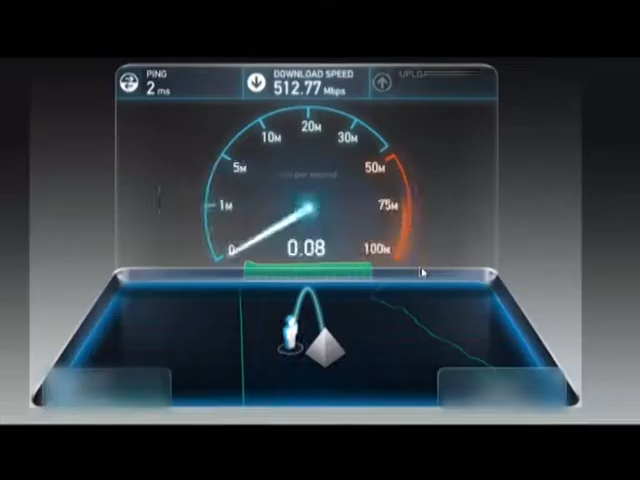 PING
2 ms
DOWNLOAD SPEED
512.77 Mbps
0
1M
5M
10M
20M
30M
50M
75M
100M
0.08